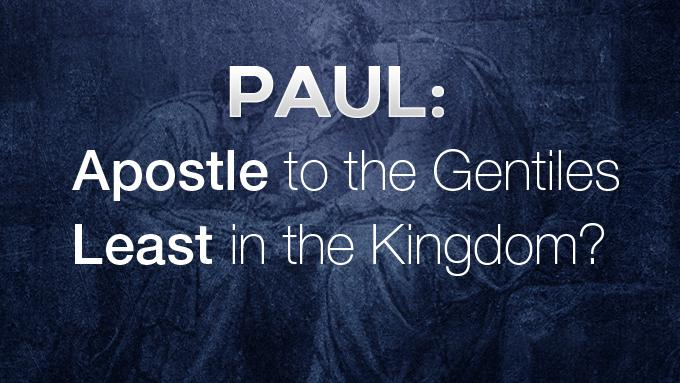 PAUL:
Apostle to the Gentiles
Least in the Kingdom?